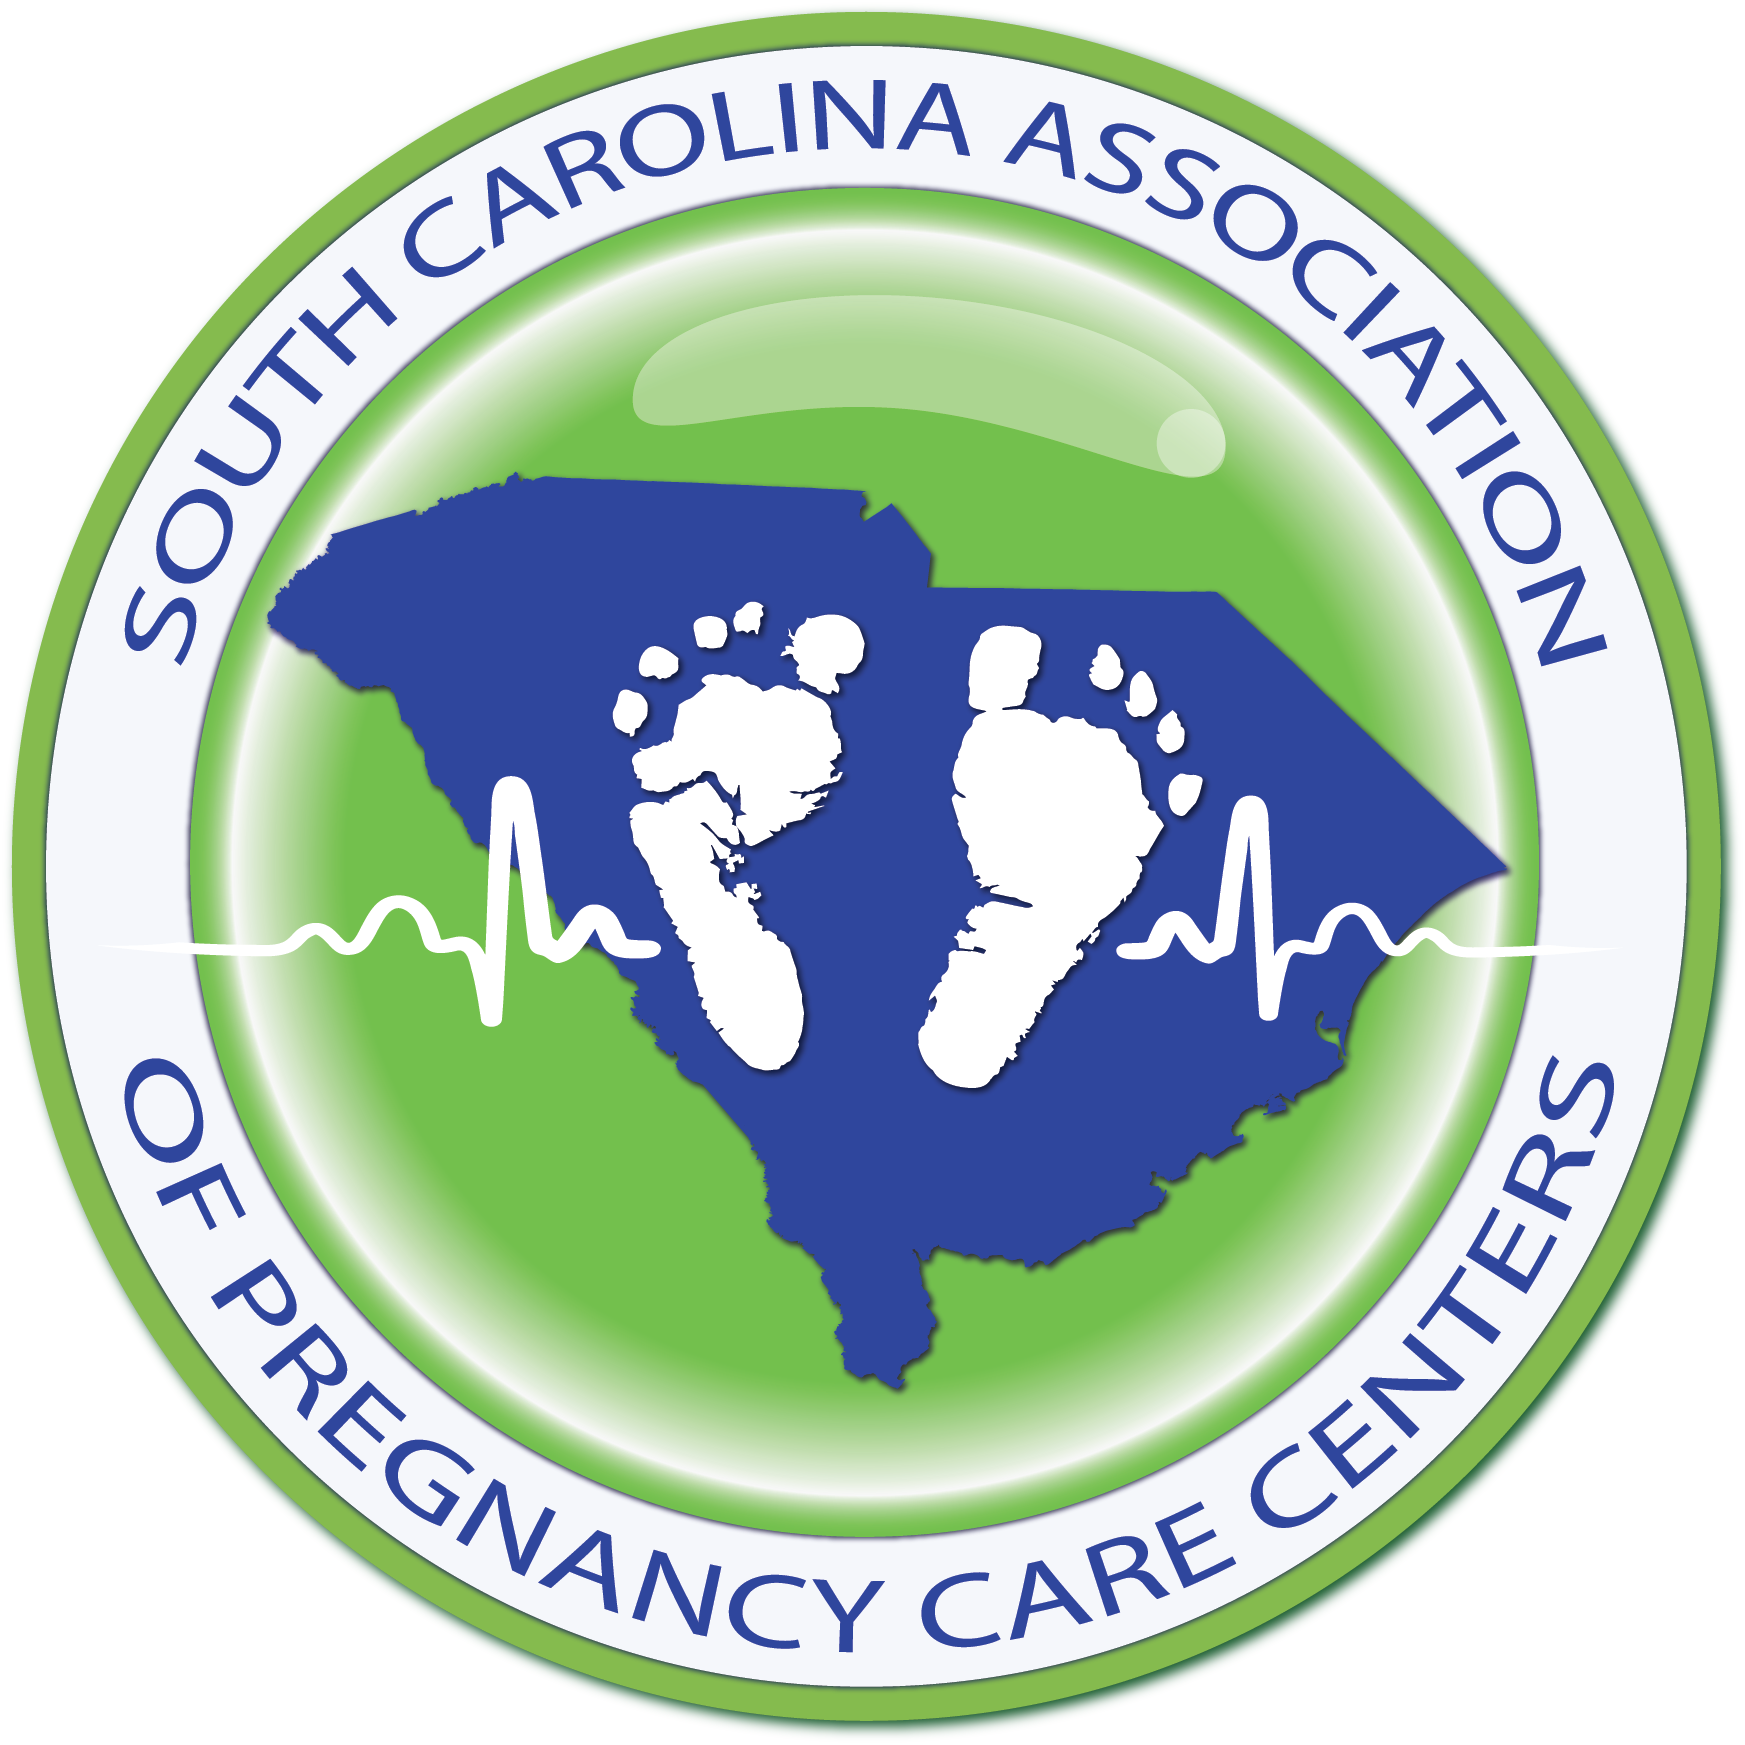 SOUTH CAROLINA ASSOCIATION
OF PREGNANCY CARE CENTERS